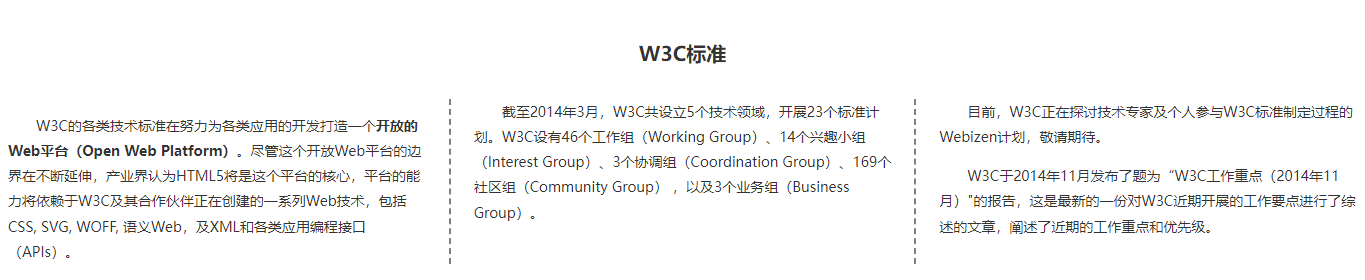 W3C标准
W3C的各类技术标准在努力为各类应用的开发打造一个开放的
Web平台（Open Web Platform）。尽管这个开放Web平台的边
界在不断延伸，产业界认为HTML5将是这个平台的核心，平台的能
力将依赖于W3C及其合作伙伴正在创建的一系列Web技术，包括
CSS, SVG, WOFF, 语义Web，及XML和各类应用编程接口
（APIs）。
截至2014年3月，W3C共设立5个技术领域，开展23个标准计
划。W3C设有46个工作组（Working Group）、14个兴趣小组
（Interest Group）、3个协调组（Coordination Group）、169个
社区组（Community Group） ，以及3个业务组（Business
Group）。
目前，W3C正在探讨技术专家及个人参与W3C标准制定过程的
Webizen计划，敬请期待。
W3C于2014年11月发布了题为“W3C工作重点（2014年11
月）"的报告，这是最新的一份对W3C近期开展的工作要点进行了综
述的文章，阐述了近期的工作重点和优先级。